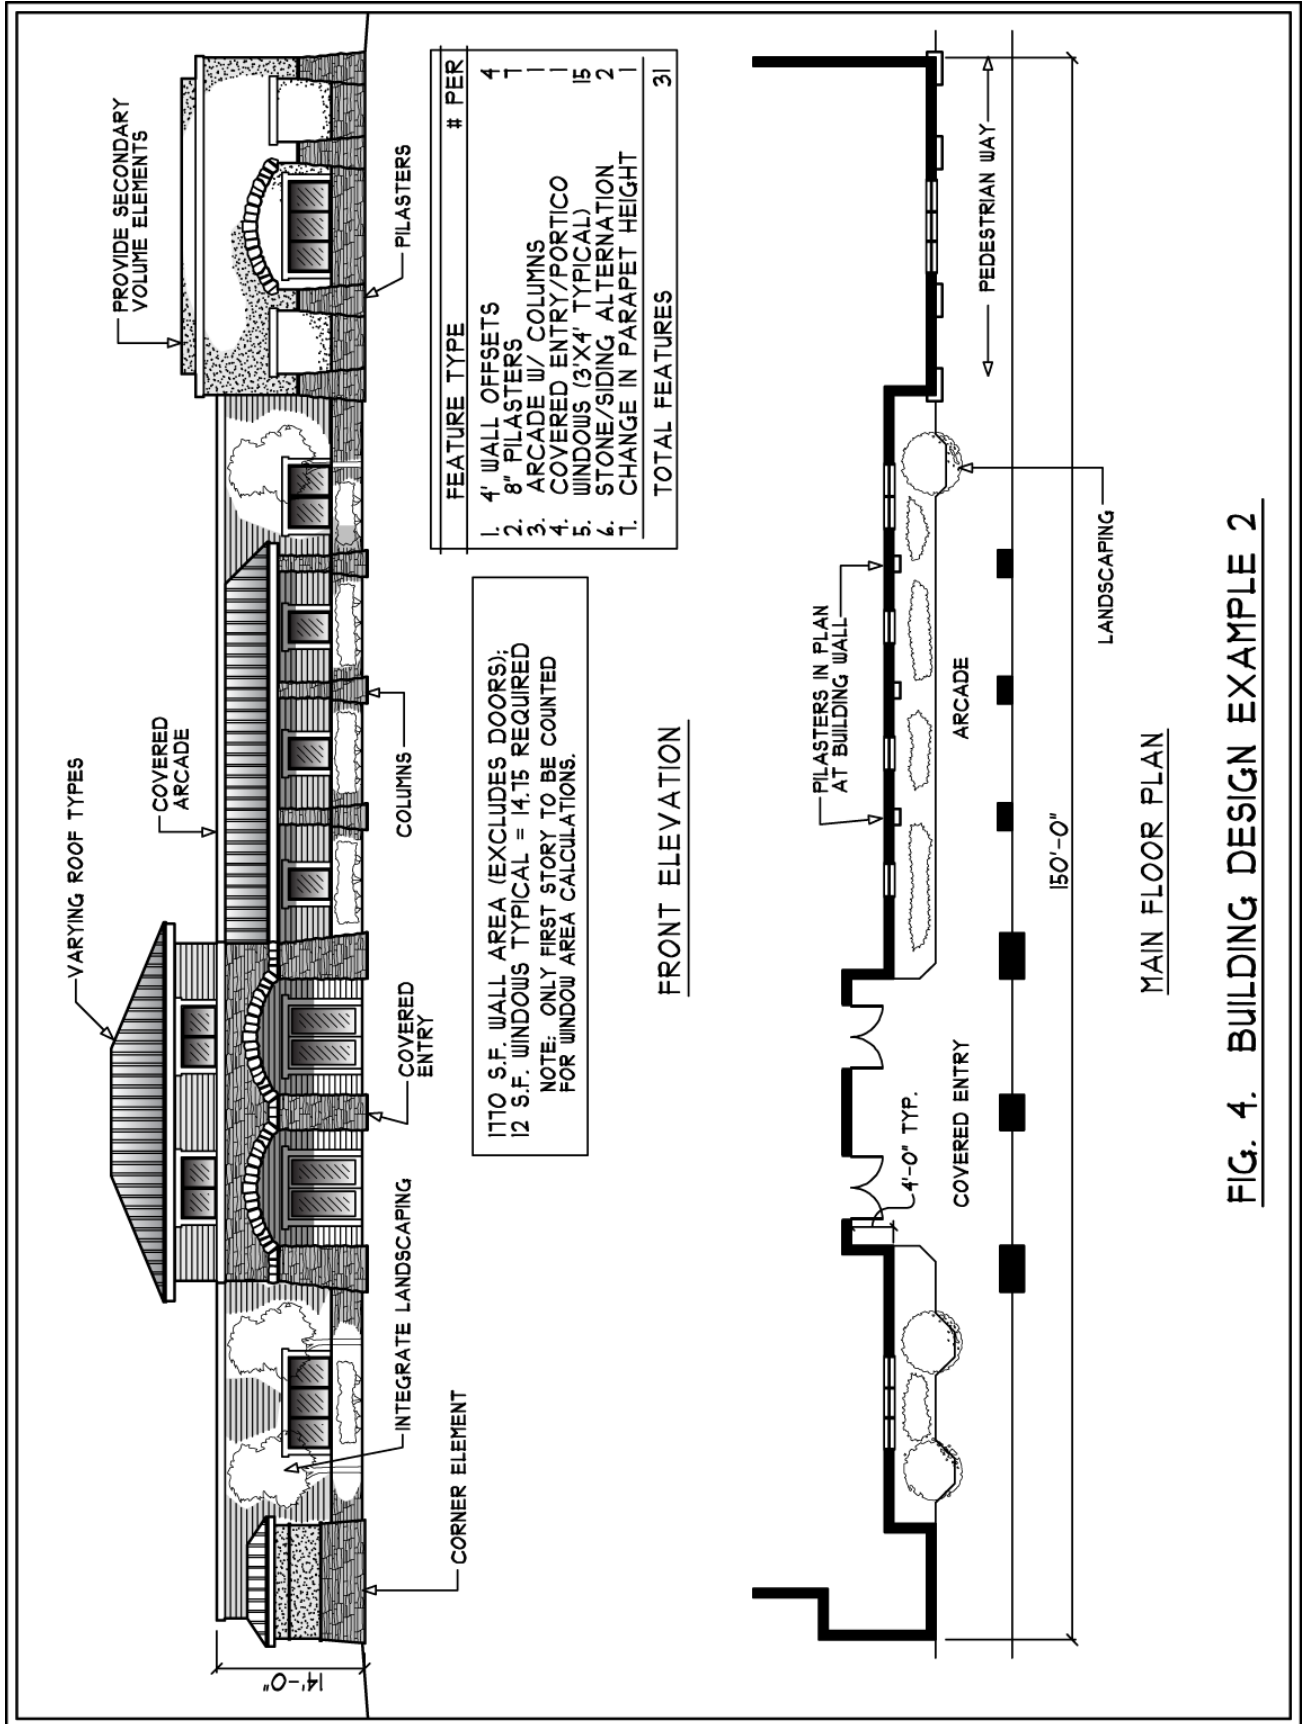 VARYING ROOF TYPES
PROVIDE SECONDARY
VOLUME ELEMENTS
COVERED
ARCADE
14'-0"
CORNER ELEMENT
INTEGRATE LANDSCAPING
COVERED
ENTRY
COLUMNS
PILASTERS
1770 S.F. WALL AREA (EXCLUDES DOORS);
12 S.F. WINDOWS TYPICAL = 14.75 REQUIRED
NOTE: ONLY FIRST STORY TO BE COUNTED
FOR WINDOW AREA CALCULATIONS.
FEATURE TYPE # PER
1. 4' WALL OFFSETS 4
2. 8" PILASTERS 7
3. ARCADE W/ COLUMNS 1
4. COVERED ENTRY/PORTICO 1
5. WINDOWS (3'X4' TYPICAL) 15
6. STONE/SIDING ALTERNATION 2
7. CHANGE IN PARAPET HEIGHT 1
TOTAL FEATURES 31
FRONT ELEVATION
PILASTERS IN PLAN
AT BUILDING WALL
4'-0" TYP.
COVERED ENTRY
ARCADE
PEDESTRIAN WAY
LANDSCAPING
150'-0"
MAIN FLOOR PLAN
FIG. 4. BUILDING DESIGN EXAMPLE 2